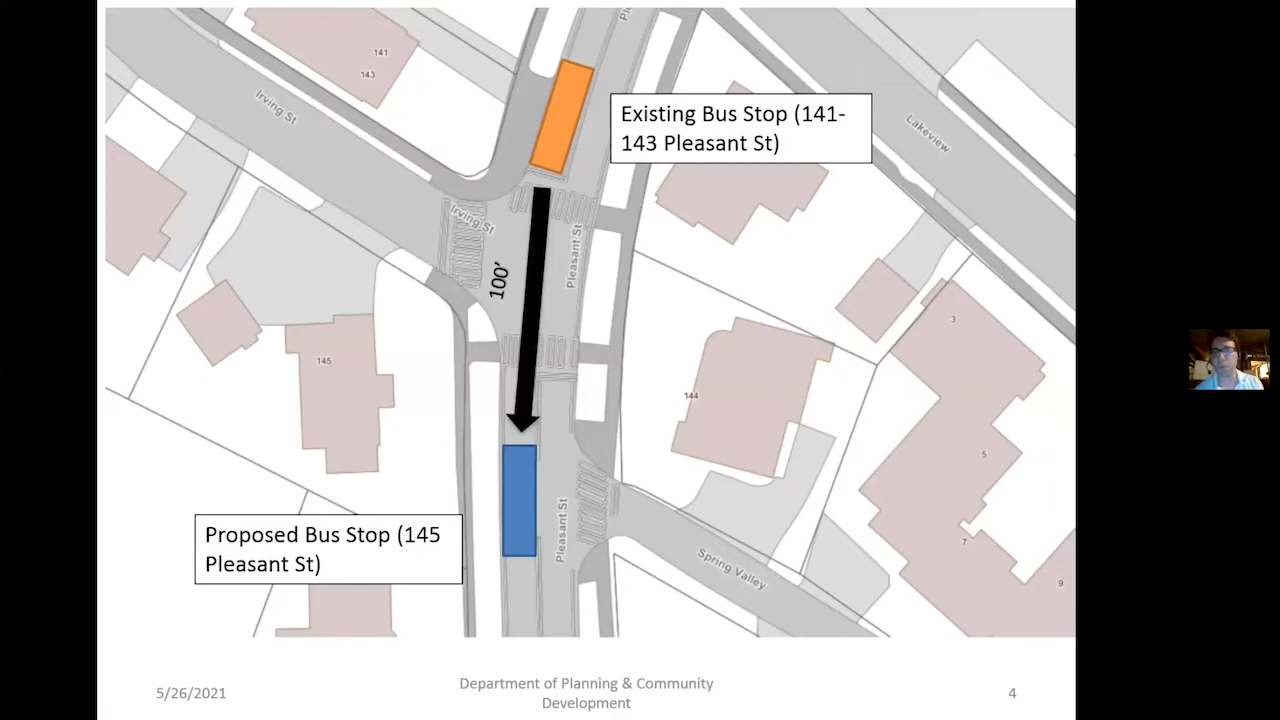 Ple
141
143
Irving St
Existing Bus Stop (141-
143 Pleasant St)
Lakeview
Irving St
Pleasant St
100’
3
145
144
5
Pleasant St
Proposed Bus Stop (145
Pleasant St)
7
Spring Valley
9
5/26/2021
Department of Planning & Community
Development
4